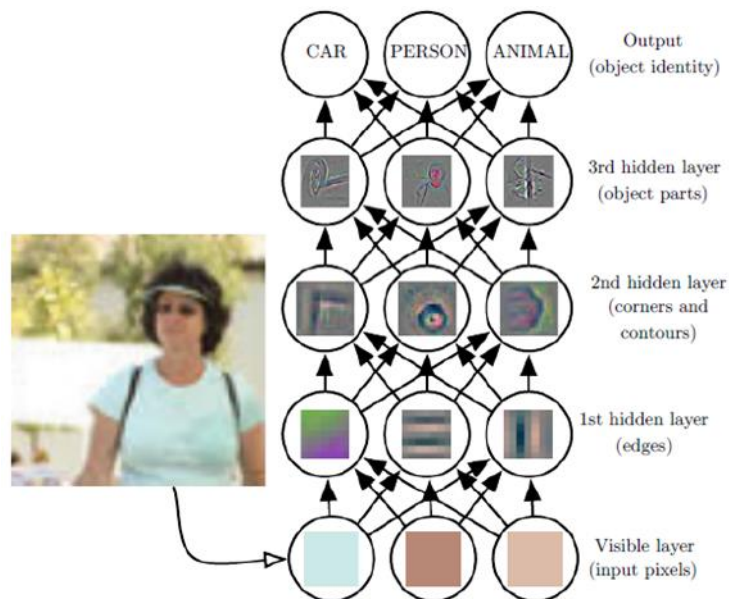 CAR PERSON ANIMAL
Output
(object identity)
3rd hidden layer
(object parts)
2nd hidden layer
(corners and
contours)
1st hidden layer
(edges)
Visible layer
(input pixels)